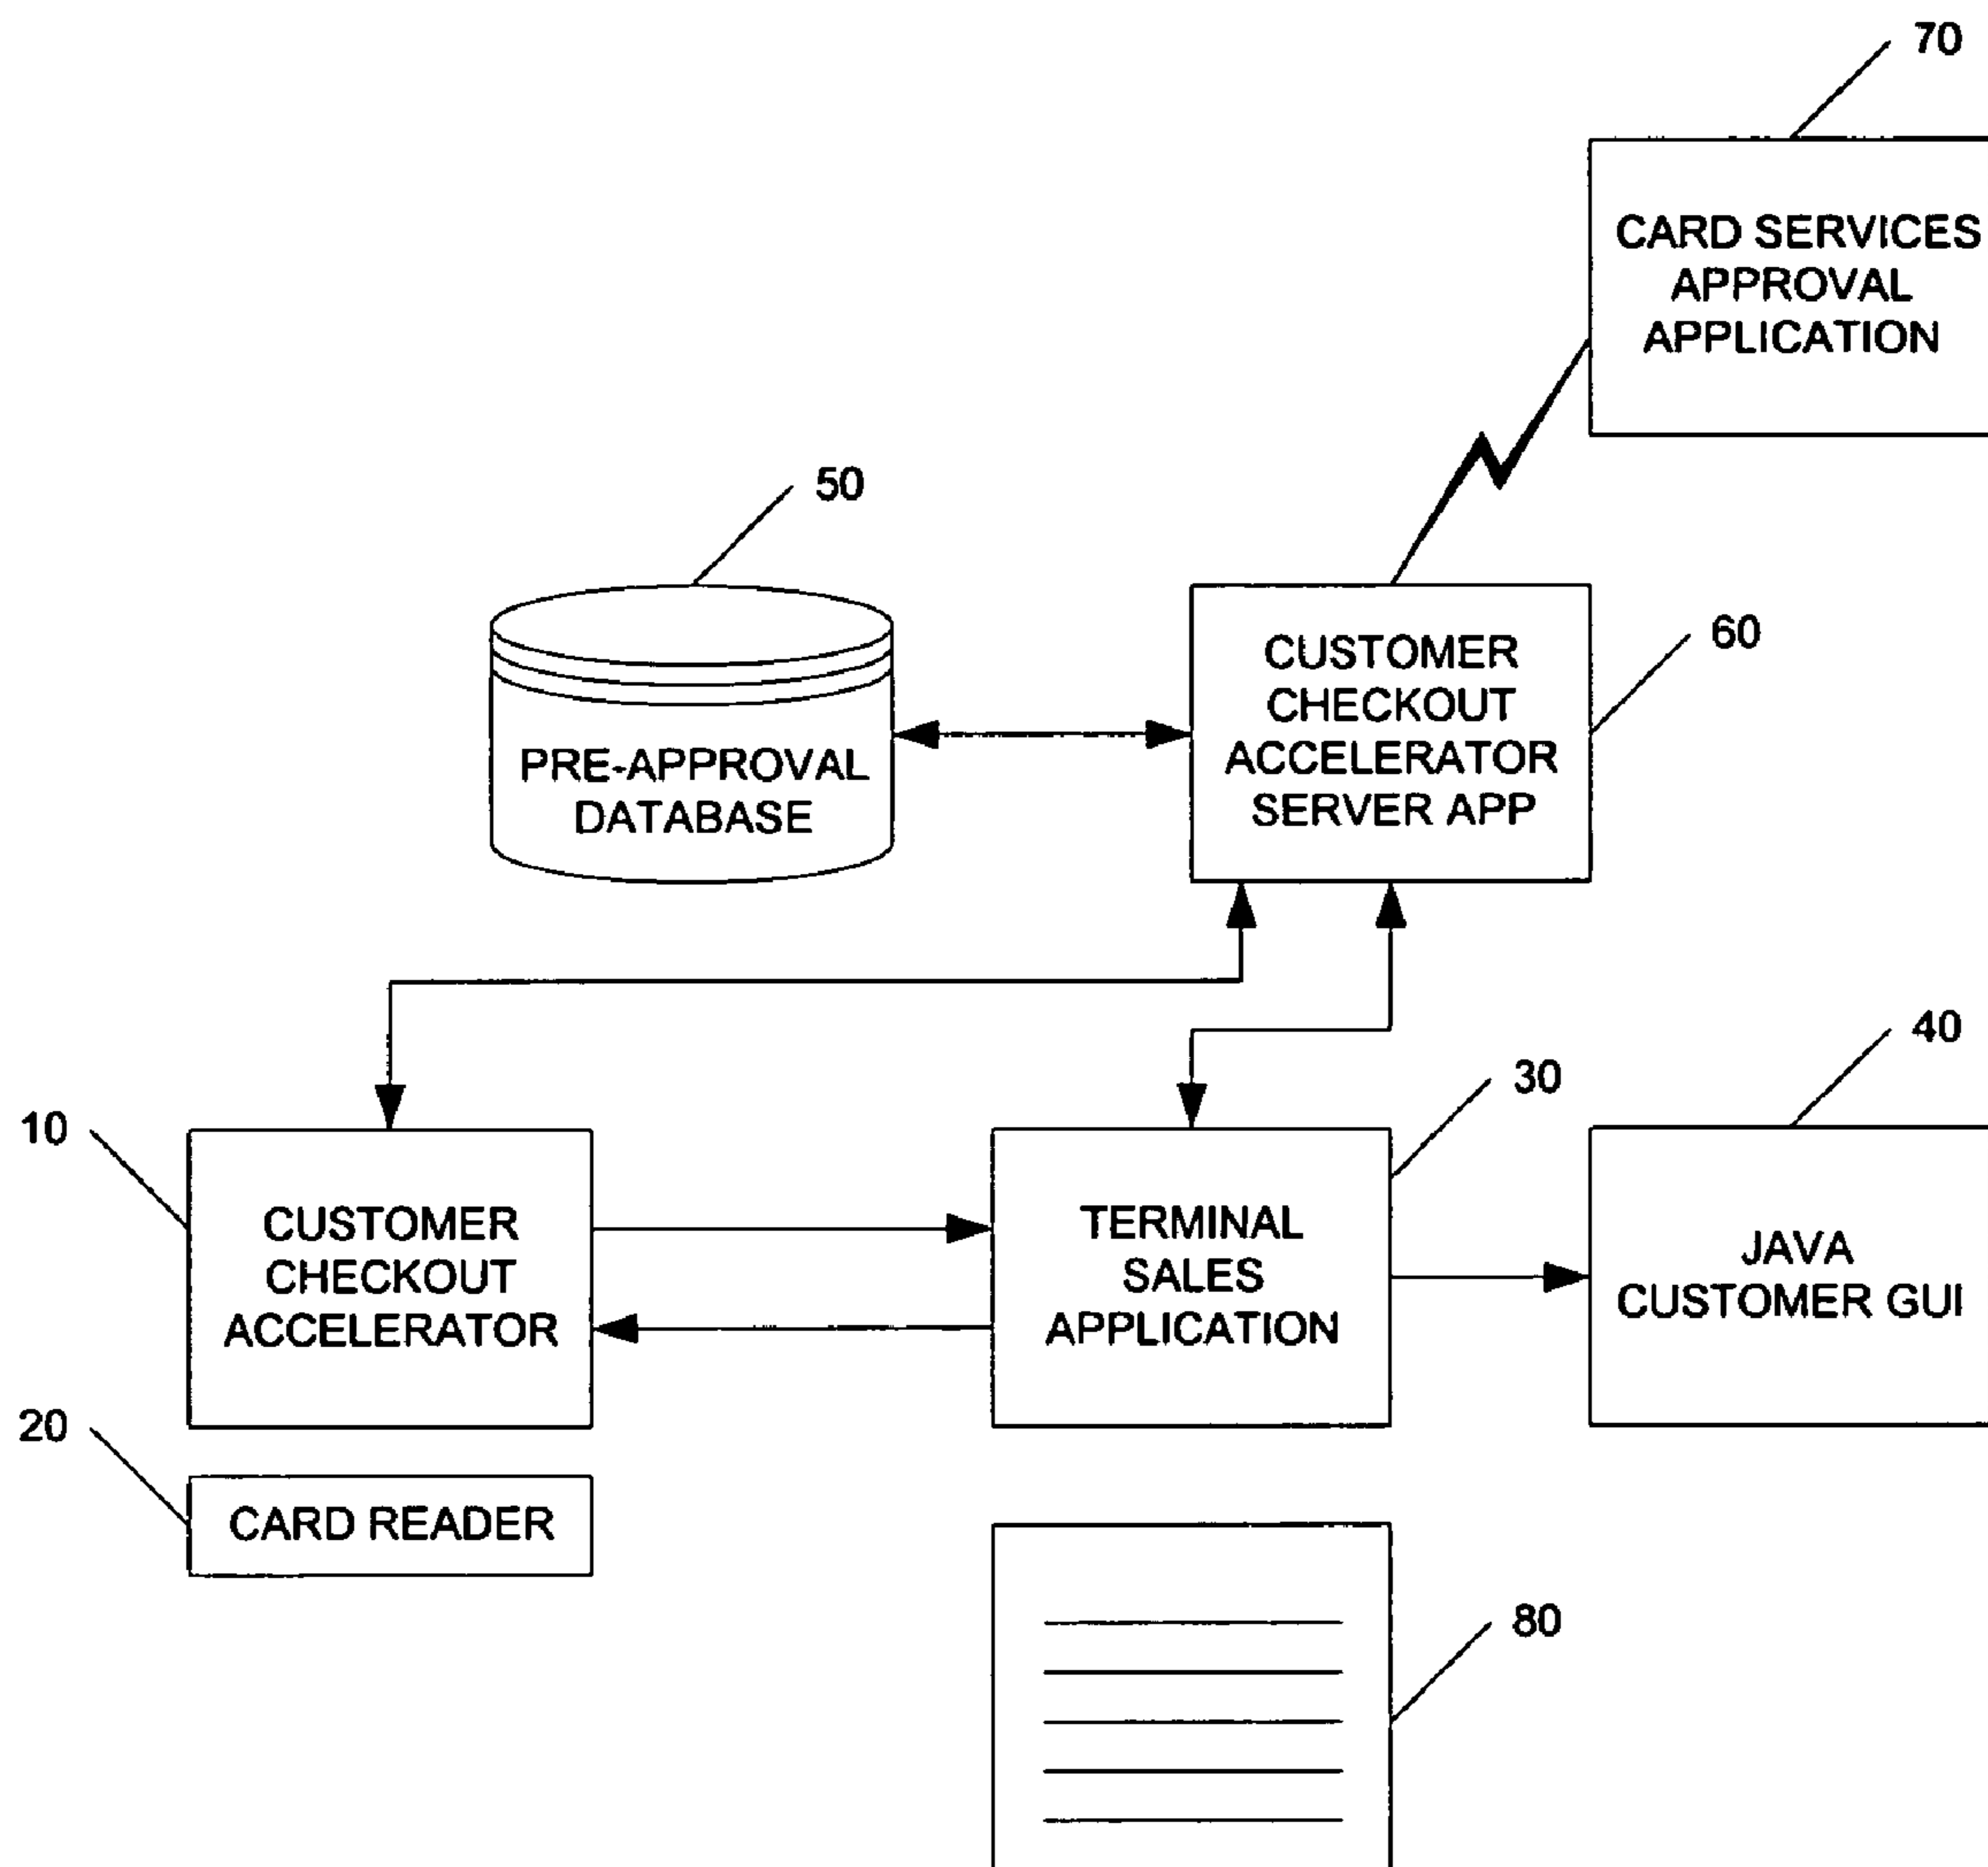 70
CARD SERVICES
APPROVAL
APPLICATION
50
PRE-APPROVAL
DATABASE
60
CUSTOMER
CHECKOUT
ACCELERATOR
SERVER APP
10
CUSTOMER
CHECKOUT
ACCELERATOR
30
TERMINAL
SALES
APPLICATION
40
JAVA
CUSTOMER GUI
20
CARD READER
80